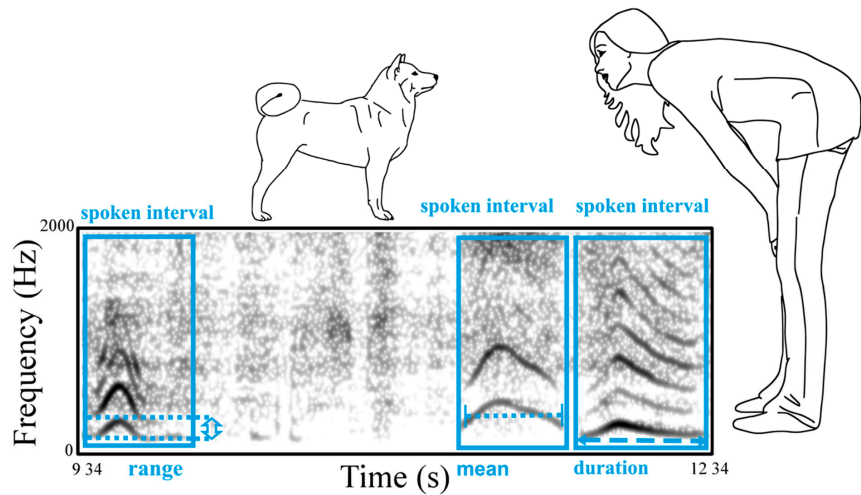 spoken interval
spoken interval
spoken interval
2000
Frequency (Hz)
0
9 34
range
Time (s)
mean
duration
12 34